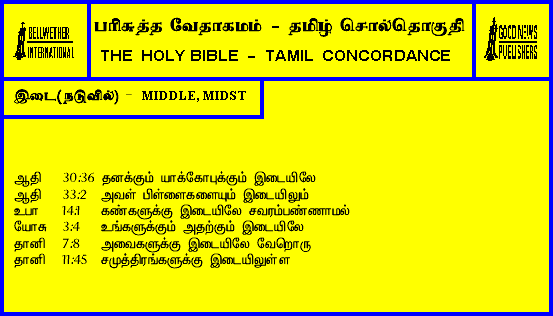 BELLWETHER
INTERNATIONAL
பரிசுத்த வேதாகமம் - தமிழ் சொல்தொகுதி
THE HOLY BIBLE - TAMIL CONCORDANCE
GOOD NEWS
PUBLISHERS
இடை(நடுவில்) - MIDDLE, MIDST
ஆதி 30:36 தனக்கும் யாக்கோபுக்கும் இடையிலே
ஆதி 33:2 அவள் பிள்ளைகளையும் இடையிலும்
உபா 14:1 கண்களுக்கு இடையிலே சவரம்பண்ணாமல்
யோசு 3:4 உங்களுக்கும் அதற்கும் இடையிலே
தானி 7:8 அவைகளுக்கு இடையிலே வேறொரு
தானி 11:45 சமுத்திரங்களுக்கு இடையிலுள்ள